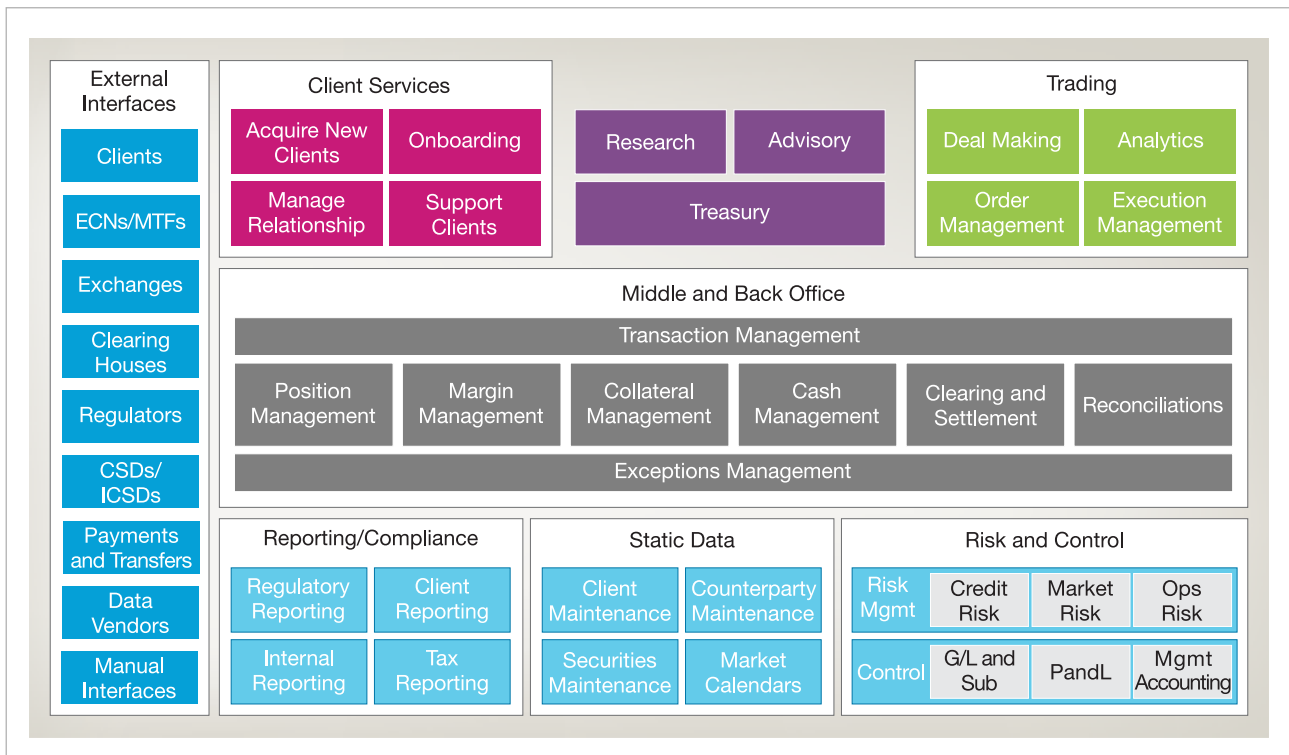 External
Interfaces
Clients
ECNs/MTFs
Exchanges
Clearing
Houses
Regulators
CSDs/
ICSDs
Payments
and Transfers
Data
Vendors
Manual
Interfaces
Client Services
Acquire New
Clients
Onboarding
Manage
Relationship
Support
Clients
Research
Advisory
Treasury
Trading
Deal Making
Analytics
Order
Management
Execution
Management
Middle and Back Office
Transaction Management
Position
Management
Margin
Management
Collateral
Management
Cash
Management
Clearing and
Settlement
Reconciliations
Exceptions Management
Reporting/Compliance
Regulatory
Reporting
Client
Reporting
Internal
Reporting
Tax
Reporting
Static Data
Client
Maintenance
Counterparty
Maintenance
Securities
Maintenance
Market
Calendars
Risk and Control
Risk
Mgmt
Credit
Risk
Market
Risk
Ops
Risk
Control
G/L and
Sub
PandL
Mgmt
Accounting